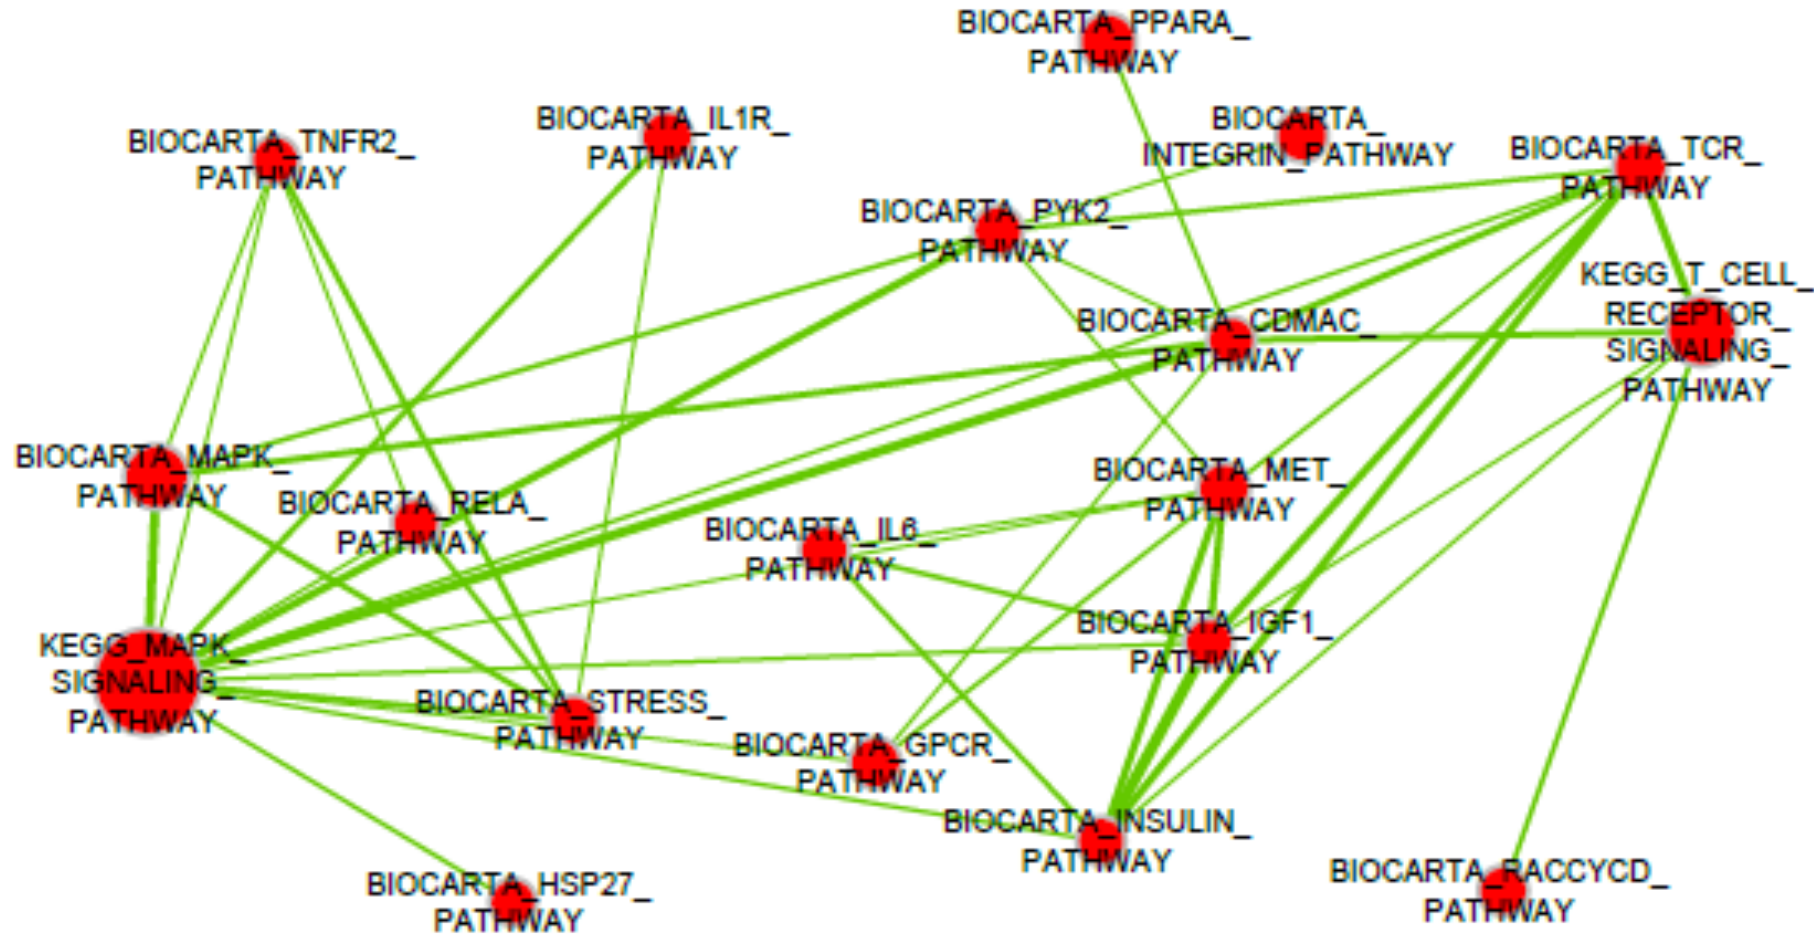 BIOCARTA_PPARA_
PATHWAY
BIOCARTA_TNFR2_
PATHWAY
BIOCARTA_IL1R_
PATHWAY
BIOCARTA_
INTEGRIN_PATHWAY
BIOCARTA_TCR_
PATHWAY
BIOCARTA_PYK2_
PATHWAY
KEGG_T_CELL_
RECEPTOR_
SIGNALING_
PATHWAY
BIOCARTA_CDMAC_
PATHWAY
BIOCARTA_MAPK_
PATHWAY
BIOCARTA_RELA_
PATHWAY
BIOCARTA_MET_
PATHWAY
BIOCARTA_IL6_
PATHWAY
KEGG_MAPK_
SIGNALING_
PATHWAY
BIOCARTA_IGF1_
PATHWAY
BIOCARTA_STRESS_
PATHWAY
BIOCARTA_GPCR_
PATHWAY
BIOCARTA_INSULIN_
PATHWAY
BIOCARTA_HSP27_
PATHWAY
BIOCARTA_RACCYCD_
PATHWAY